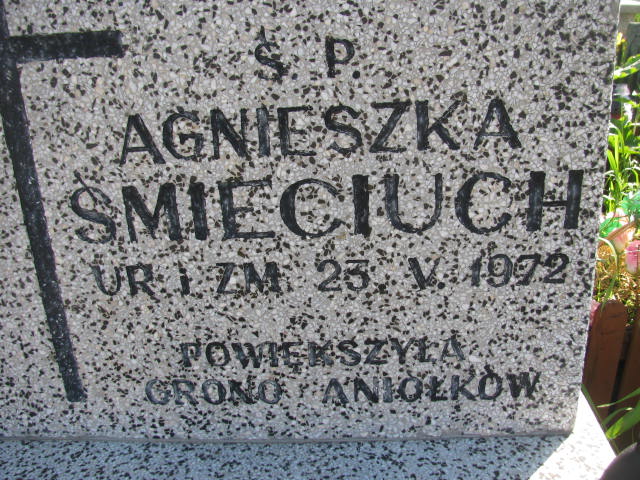 Ś. P.
AGNIESZKA
ŚMIECIUCH
UR i ZM 23. V. 1972
POWIĘKSZYŁA
GRONO ANIOŁKÓW